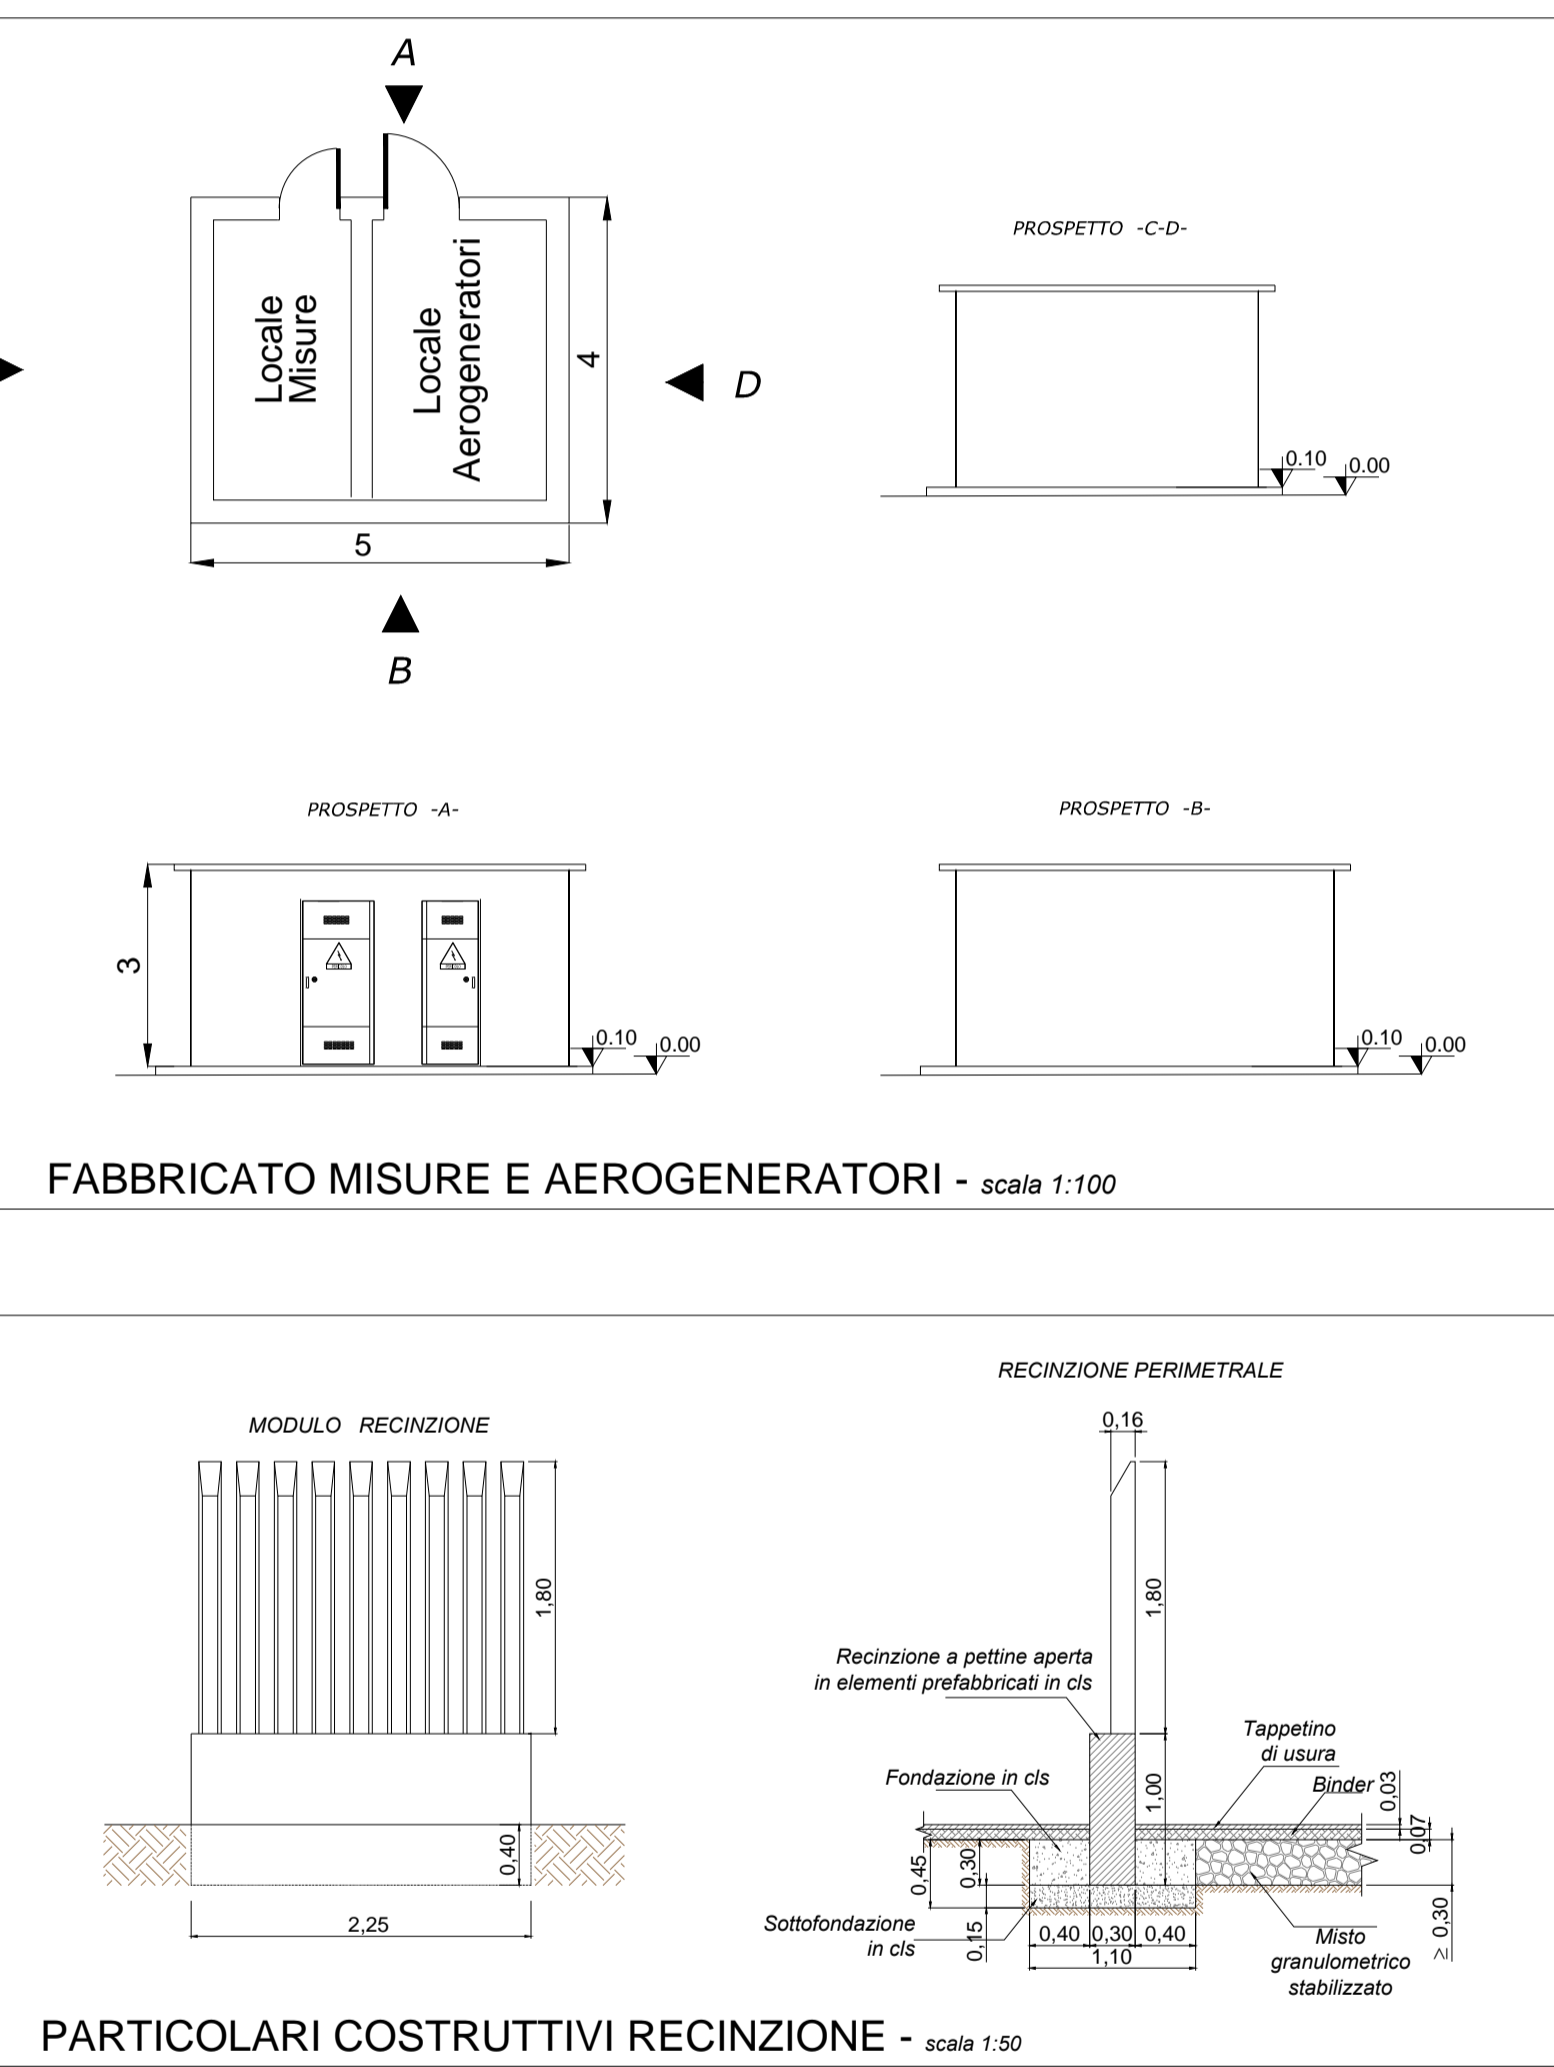 A
Locale
Misure
Locale
Aerogeneratori
4
5
D
B
PROSPETTO -C-D-
0.10
0.00
PROSPETTO -A-
3
0.10
0.00
PROSPETTO -B-
0.10
0.00
FABBRICATO MISURE E AEROGENERATORI - scala 1:100
MODULO RECINZIONE
1,80
0,40
2,25
RECINZIONE PERIMETRALE
0,16
1,80
Recinzione a pettine aperta
in elementi prefabbricati in cls
Tappetino
di usura
Fondazione in cls
Binder
1,00
0,03
0,07
0,45
0,30
0,15
Sottofondazione
in cls
0,40
0,30
0,40
1,10
Misto
granulometrico
stabilizzato
≥ 0,30
PARTICOLARI COSTRUTTIVI RECINZIONE - scala 1:50